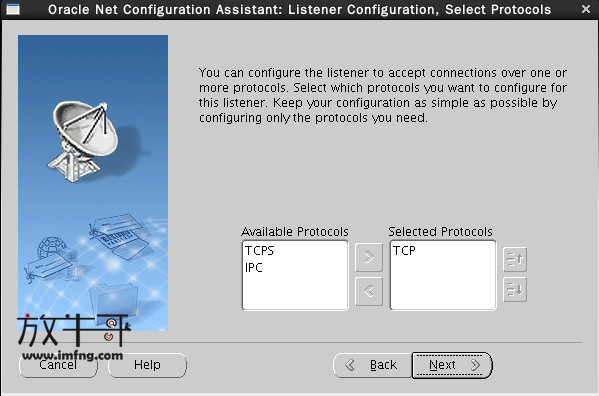 Oracle Net Configuration Assistant: Listener Configuration, Select Protocols
You can configure the listener to accept connections over one or
more protocols. Select which protocols you want to configure for
this listener. Keep your configuration as simple as possible by
configuring only the protocols you need.
Available Protocols
Selected Protocols
TCPS
IPC
TCP
放牛哥
www.imfng.com
Cancel
Help
Back
Next